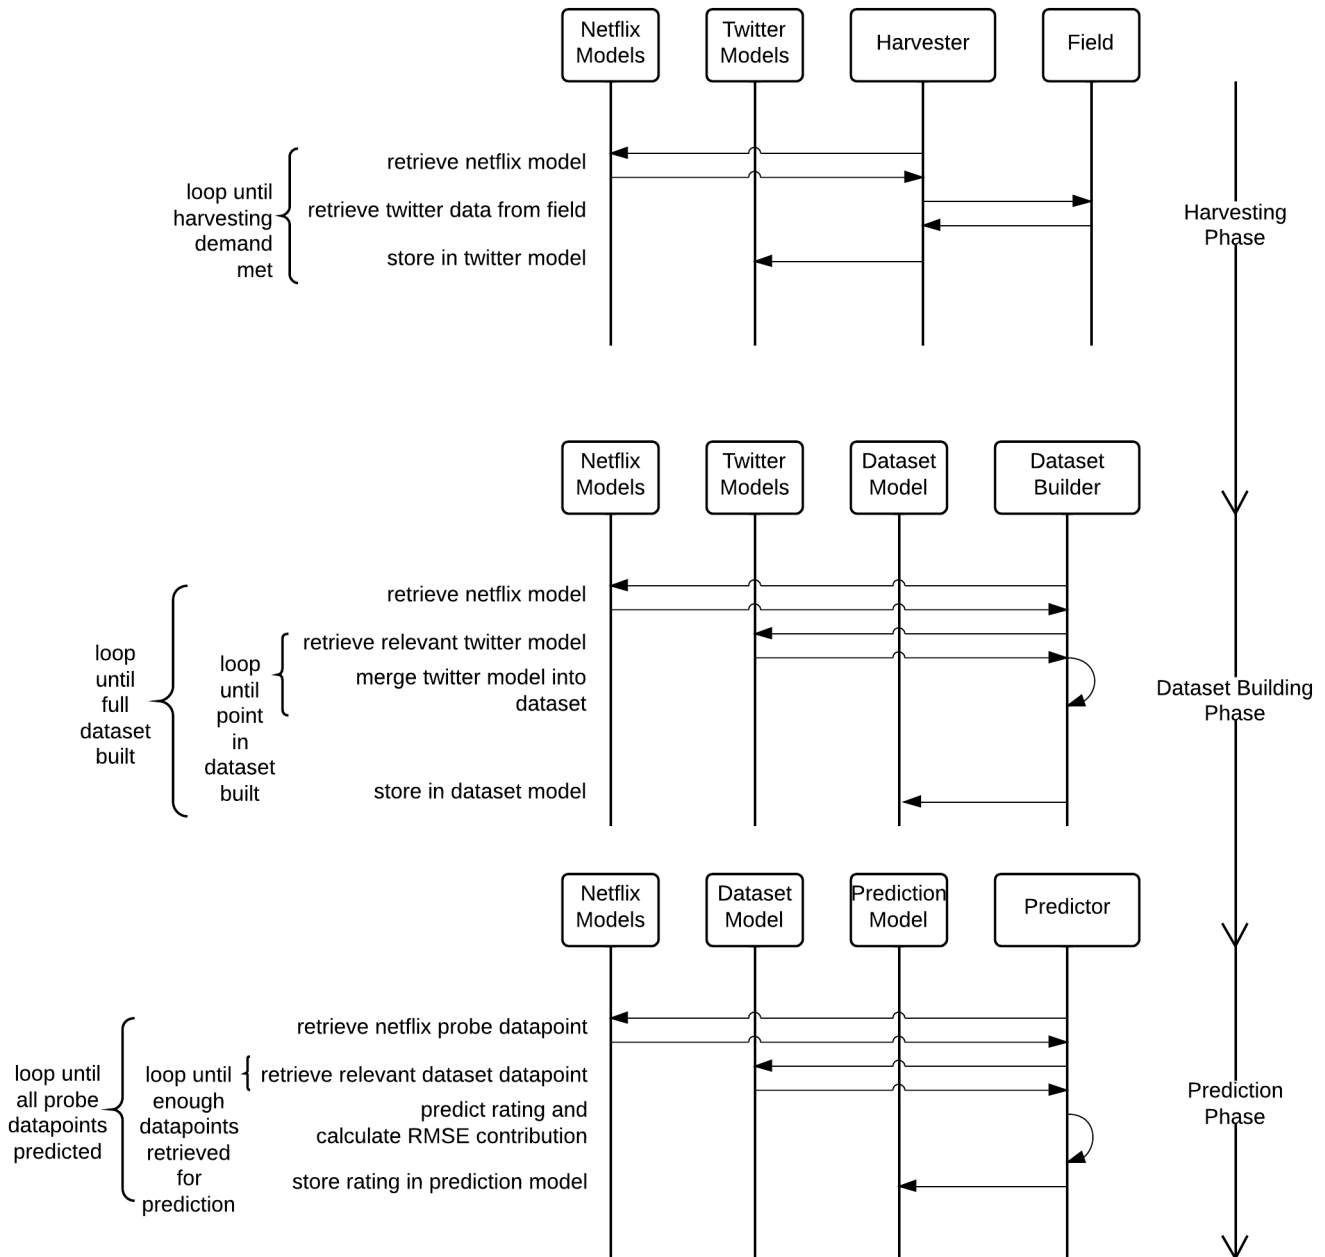 Netflix
Models
Twitter
Models
Harvester
Field
retrieve netflix model
loop until
harvesting
demand
met
retrieve twitter data from field
store in twitter model
Harvesting
Phase
Netflix
Models
Twitter
Models
Dataset
Model
Dataset
Builder
retrieve netflix model
retrieve relevant twitter model
merge twitter model into
dataset
loop
until
full
dataset
built
loop
until
point
in
dataset
built
store in dataset model
Dataset Building
Phase
Netflix
Models
Dataset
Model
Prediction
Model
Predictor
retrieve netflix probe datapoint
loop until
all probe
datapoints
predicted
loop until
enough
datapoints
retrieved
for
prediction
retrieve relevant dataset datapoint
predict rating and
calculate RMSE contribution
store rating in prediction model
Prediction
Phase